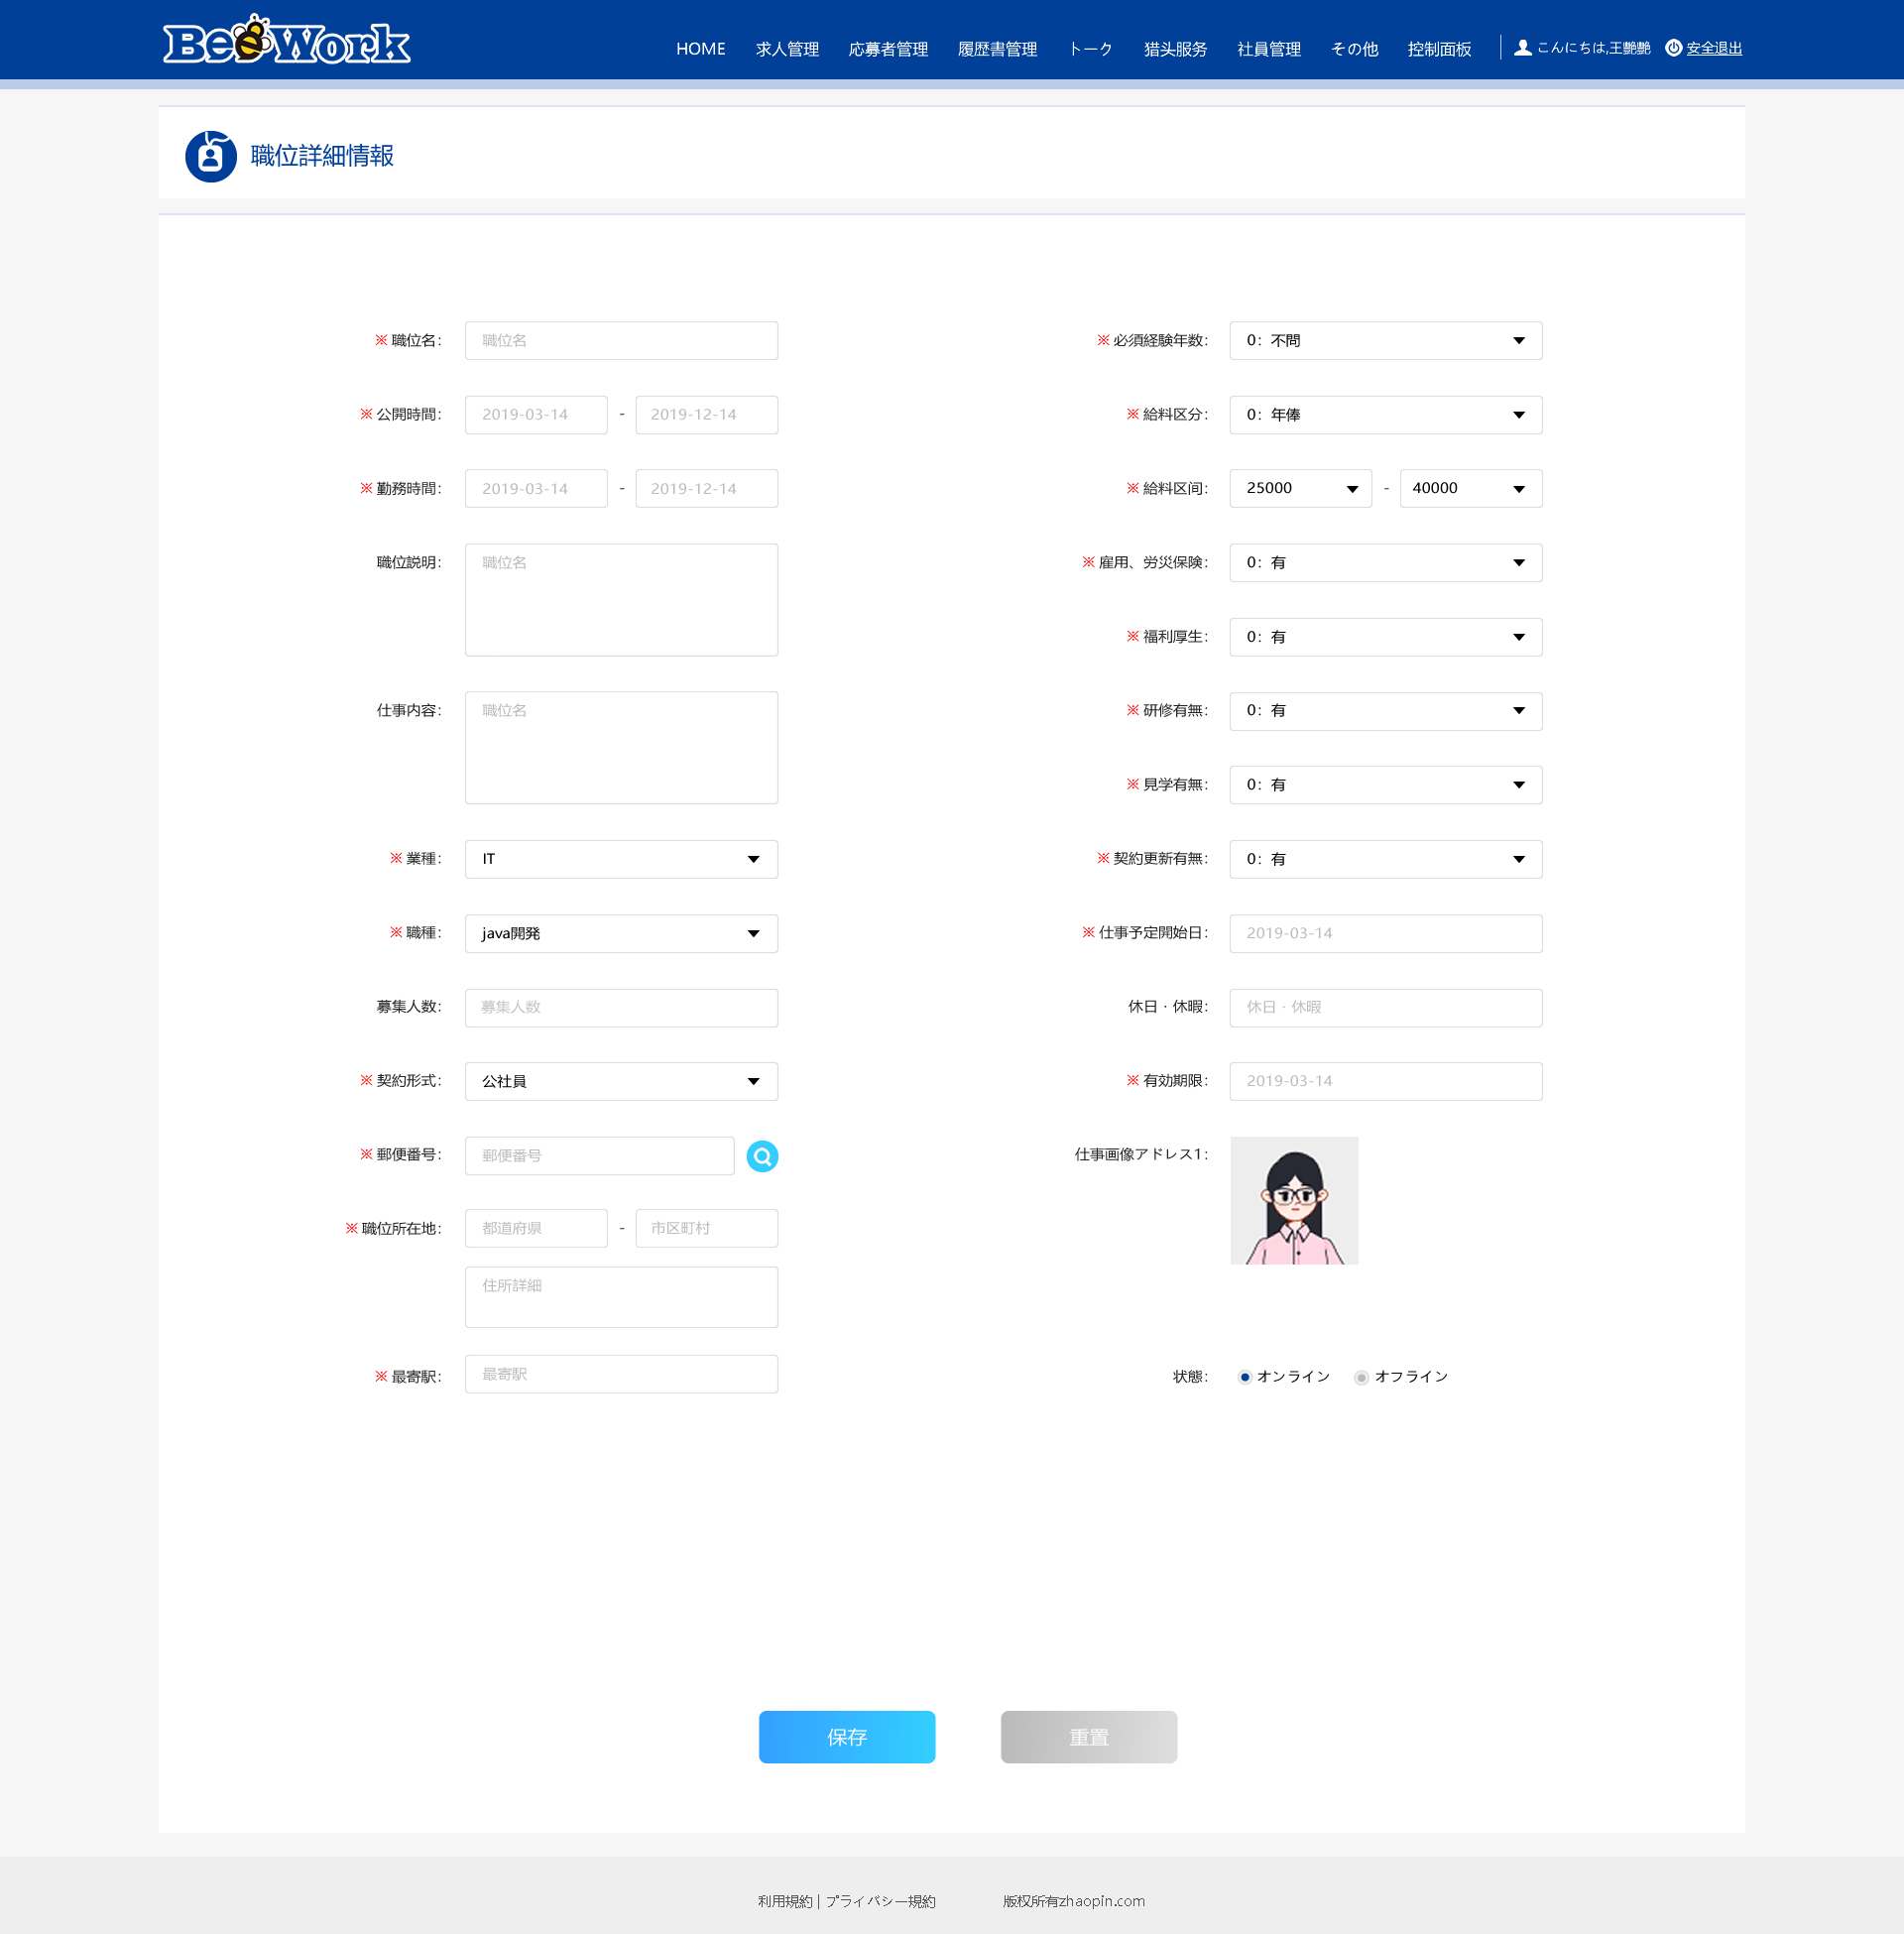 BeeWork
HOME 求人管理 応募者管理 履歴書管理 トーク 猎头服务 社員管理 その他 控制面板 こんにちは,王艷艷 安全退出
職位詳細情報
※ 職位名: 職位名
※ 公開時間: 2019-03-14 - 2019-12-14
※ 勤務時間: 2019-03-14 - 2019-12-14
職位説明: 職位名
仕事内容: 職位名
※ 業種: IT
※ 職種: java開発
募集人数: 募集人数
※ 契約形式: 公社員
※ 郵便番号: 郵便番号
※ 職位所在地: 都道府県 - 市区町村
住所詳細
※ 最寄駅: 最寄駅
※ 必須経験年数: 0: 不問
※ 給料区分: 0: 年俸
※ 給料区间: 25000 - 40000
※ 雇用、労災保険: 0: 有
※ 福利厚生: 0: 有
※ 研修有無: 0: 有
※ 見学有無: 0: 有
※ 契約更新有無: 0: 有
※ 仕事予定開始日: 2019-03-14
休日・休暇: 休日・休暇
※ 有効期限: 2019-03-14
仕事画像アドレス1:
状態: オンライン オフライン
保存 重置
利用規約 | プライバシー規約 版权所有zhaopin.com